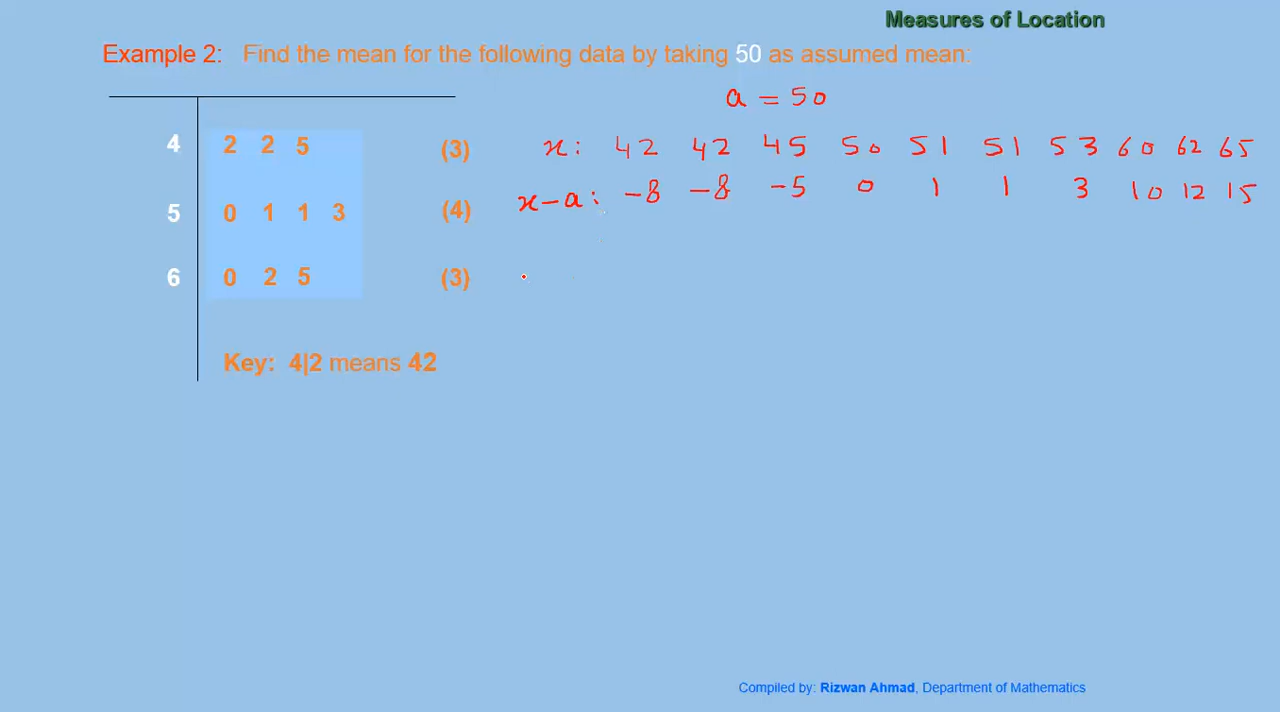 Measures of Location
Example 2: Find the mean for the following data by taking 50 as assumed mean:
a = 50
4 2 2 5 (3)
x: 42 42 45 50 51 51 53 60 62 65
x-a: -8 -8 -5 0 1 1 3 10 12 15
5 0 1 1 3 (4)
6 0 2 5 (3)
Key: 4|2 means 42
Compiled by: Rizwan Ahmad, Department of Mathematics